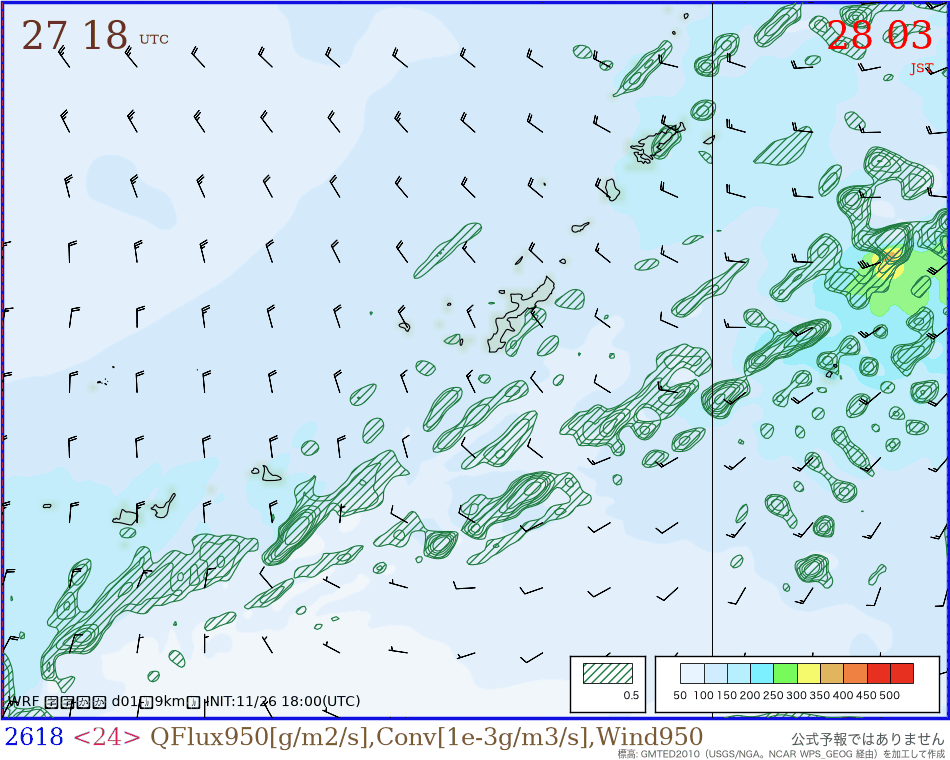 27 18 UTC
28 03
JST
0.5
50 100 150 200 250 300 350 400 450 500
WRF d01 9km INIT:11/26 18:00(UTC)
2618 <24> QFlux950[g/m2/s],Conv[1e-3g/m3/s],Wind950
公式予報ではありません
標高: GMTED2010（USGS/NGA。NCAR WPS_GEOG 経由）を加工して作成